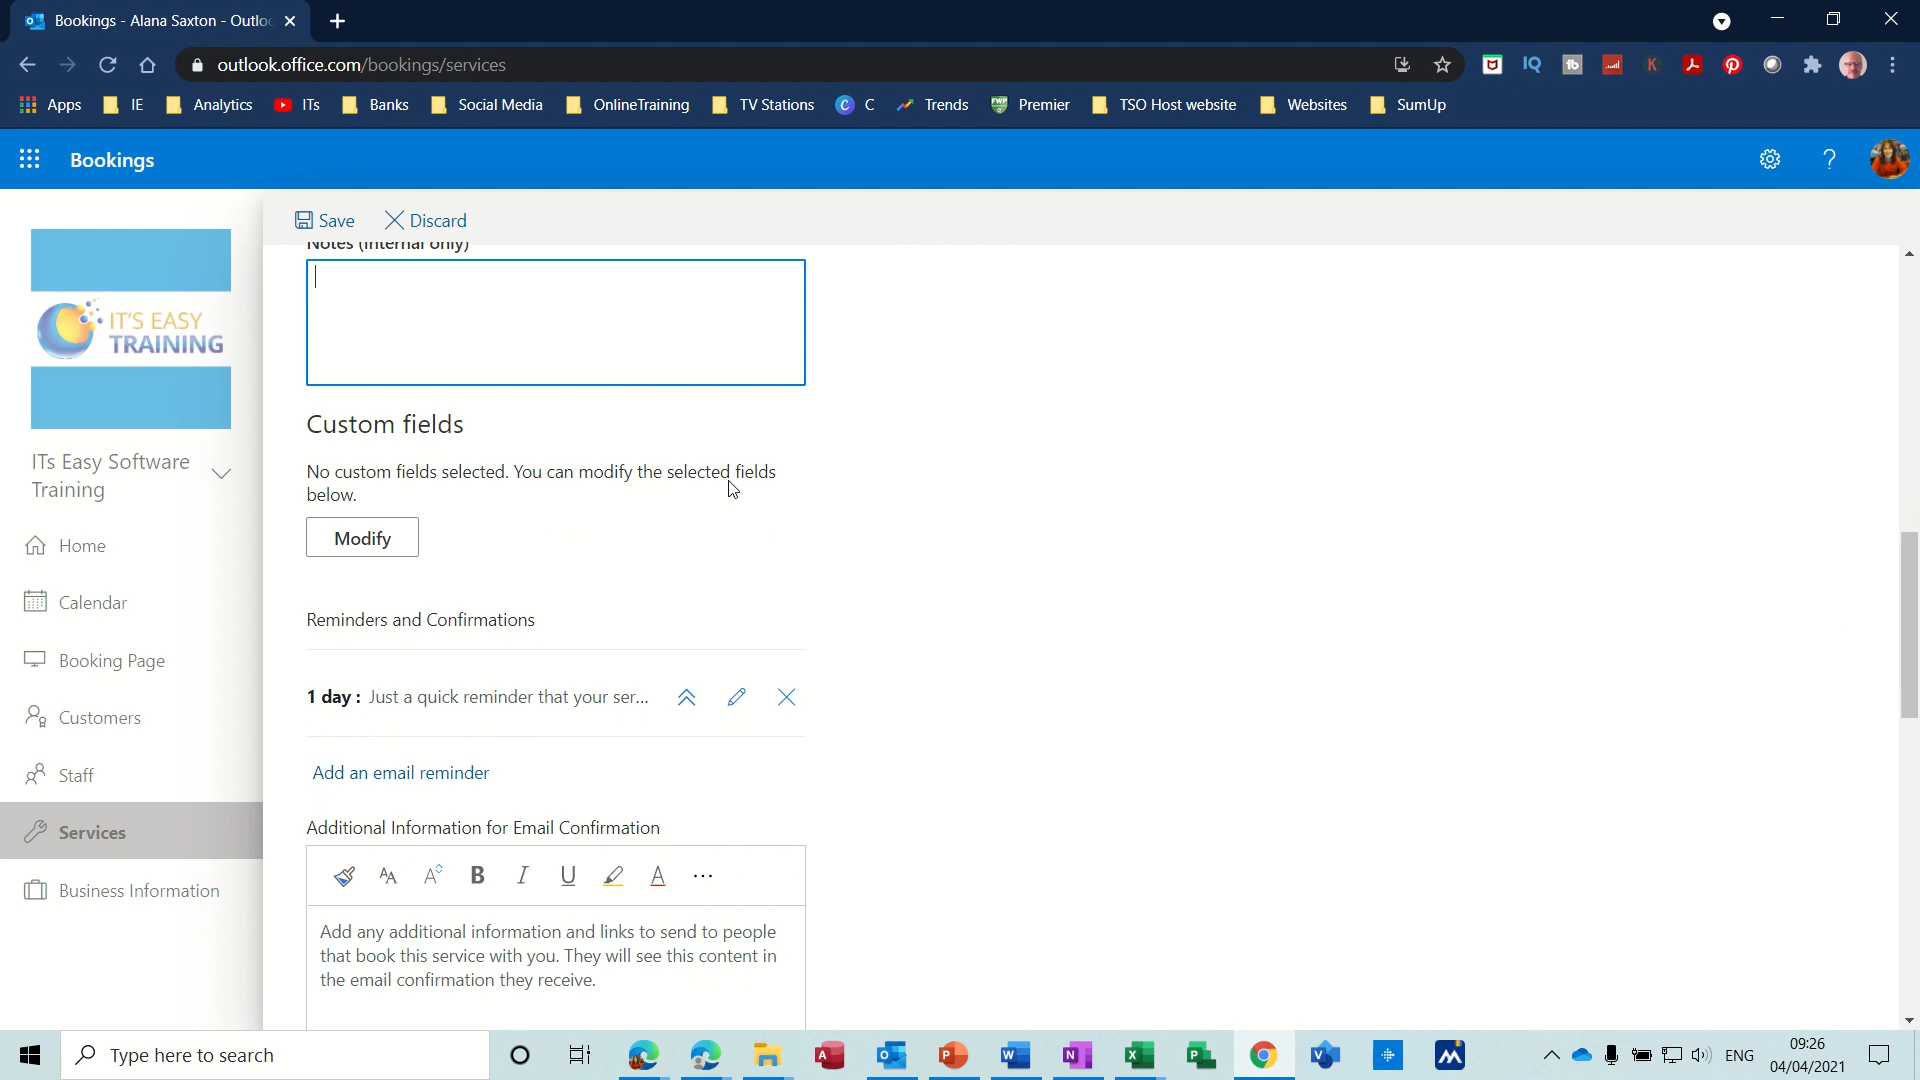 Bookings - Alana Saxton - Outlo
outlook.office.com/bookings/services
Apps
IE
Analytics
ITs
Banks
Social Media
OnlineTraining
TV Stations
C
Trends
Premier
TSO Host website
Websites
SumUp
Bookings
Save
Discard
Notes (internal only)
IT'S EASY
TRAINING
ITs Easy Software
Training
Home
Calendar
Booking Page
Customers
Staff
Services
Business Information
Custom fields
No custom fields selected. You can modify the selected fields
below.
Modify
Reminders and Confirmations
1 day : Just a quick reminder that your ser...
Add an email reminder
Additional Information for Email Confirmation
Add any additional information and links to send to people
that book this service with you. They will see this content in
the email confirmation they receive.
Type here to search
ENG
09:26
04/04/2021